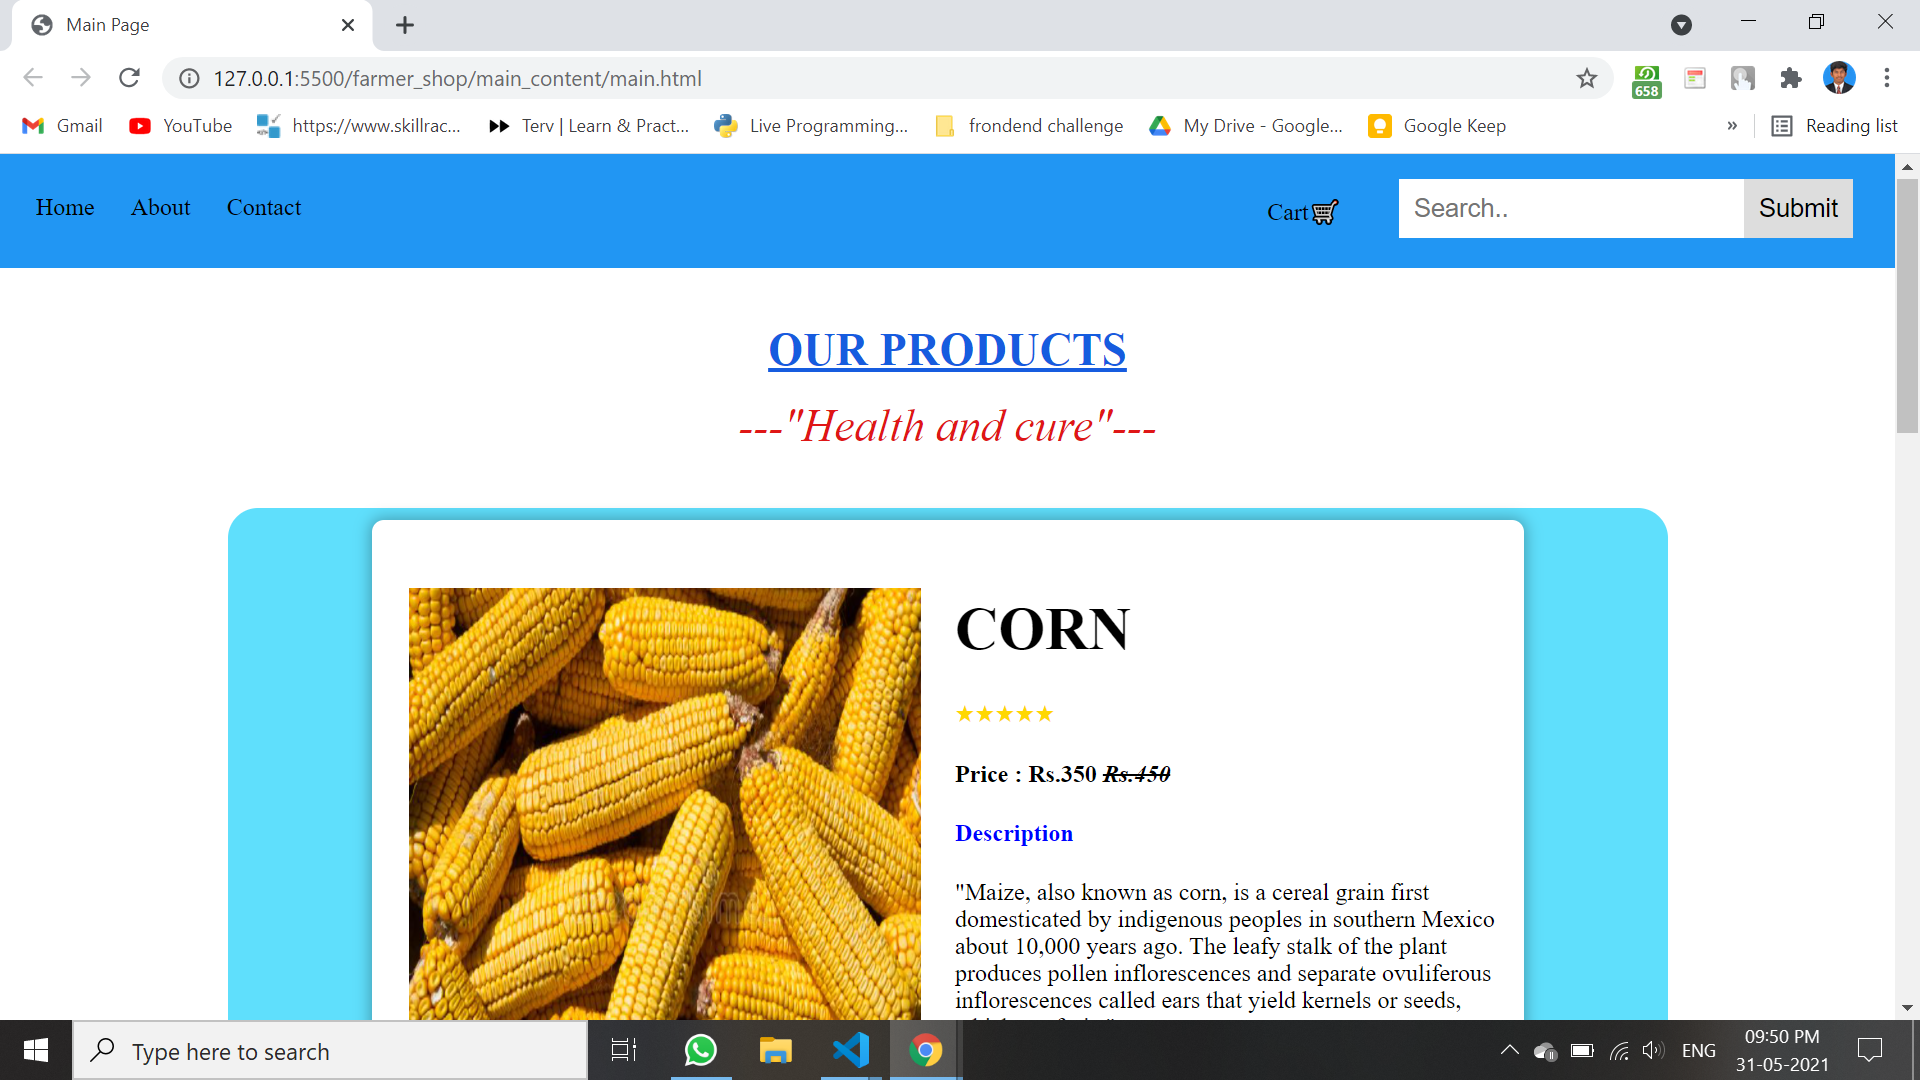 Main Page
127.0.0.1:5500/farmer_shop/main_content/main.html
658
Gmail
YouTube
https://www.skillrac...
Terv | Learn & Pract...
Live Programming...
frondend challenge
My Drive - Google...
Google Keep
»
Reading list
Home
About
Contact
Cart
Search..
Submit
OUR PRODUCTS
---"Health and cure"---
CORN
★★★★★
Price : Rs.350 Rs.450
Description
"Maize, also known as corn, is a cereal grain first
domesticated by indigenous peoples in southern Mexico
about 10,000 years ago. The leafy stalk of the plant
produces pollen inflorescences and separate ovuliferous
inflorescences called ears that yield kernels or seeds,
Type here to search
ENG
09:50 PM
31-05-2021